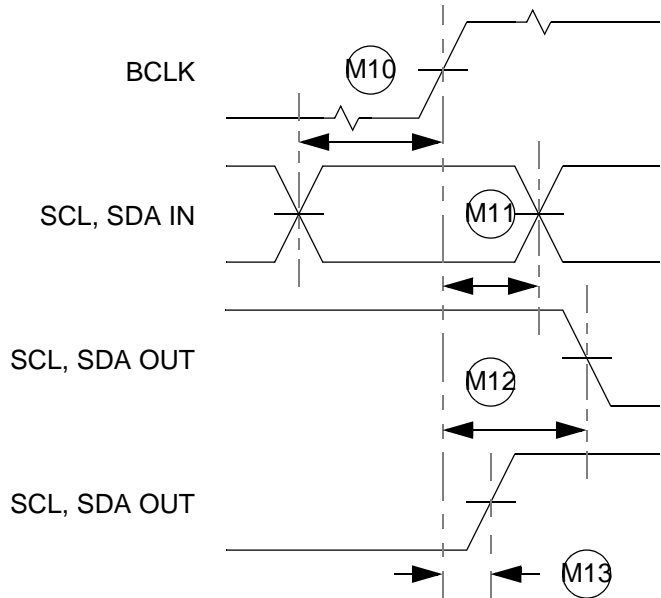 M10
BCLK
SCL, SDA IN
M11
SCL, SDA OUT
M12
SCL, SDA OUT
M13